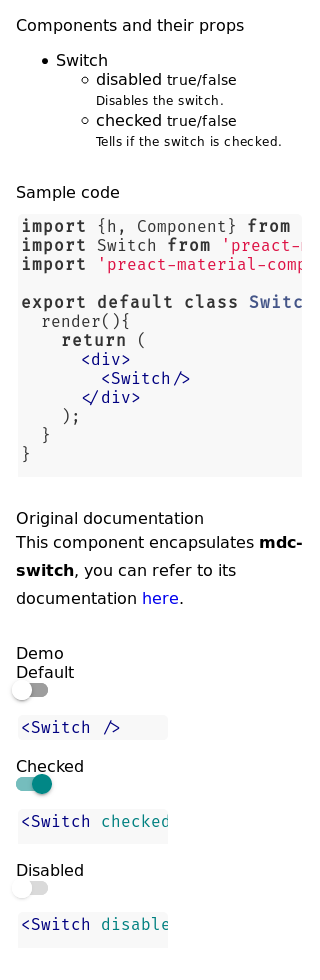 Components and their props
Switch
disabled true/false
Disables the switch.
checked true/false
Tells if the switch is checked.
Sample code
import {h, Component} from
import Switch from 'preact-
import 'preact-material-comp
export default class Switc
render(){
return (
<div>
<Switch/>
</div>
);
}
}
Original documentation
This component encapsulates mdc-
switch, you can refer to its
documentation here.
Demo
Default
<Switch />
Checked
<Switch checked
Disabled
<Switch disable